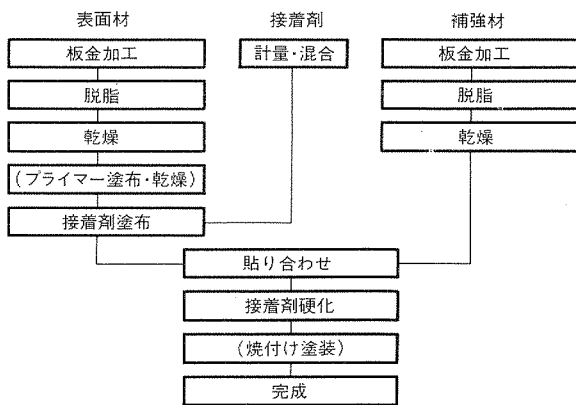 表面材
接着剤
補強材
板金加工
計量・混合
板金加工
脱脂
脱脂
乾燥
乾燥
(プライマー塗布・乾燥)
接着剤塗布
貼り合わせ
接着剤硬化
(焼付け塗装)
完成